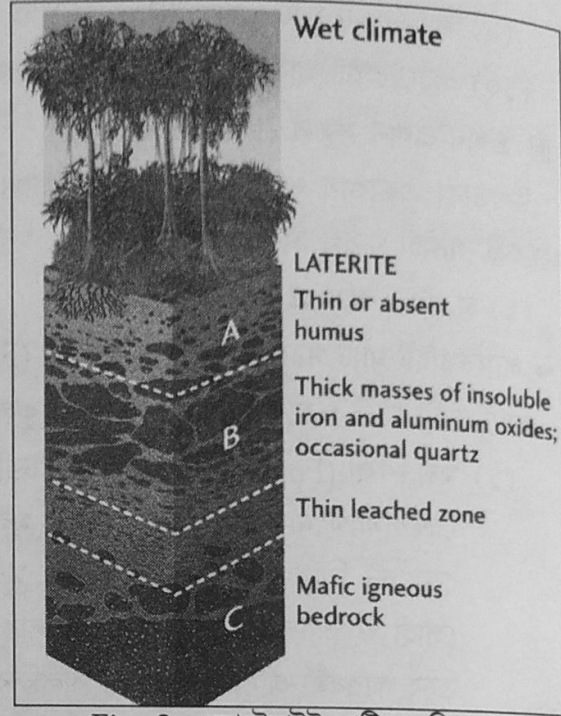 Wet climate
LATERITE
Thin or absent
humus
A
Thick masses of insoluble
iron and aluminum oxides;
occasional quartz
B
Thin leached zone
Mafic igneous
bedrock
C